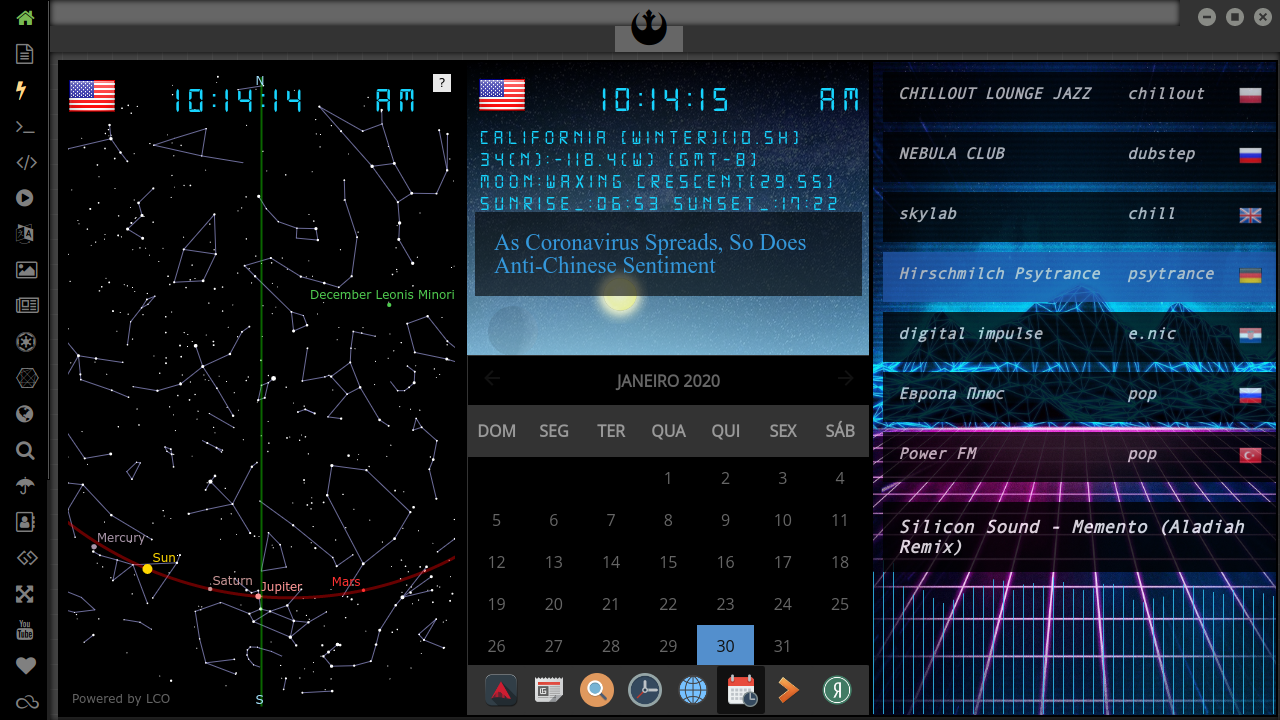 N
?
10:14:14 AM
December Leonis Minori
Mercury
Sun
Saturn
Jupiter
Mars
Powered by LCO
S
10:14:15 AM
CALIFORNIA [WINTER][10.5H]
34(N):-118.4(W) [GMT-8]
MOON:WAXING CRESCENT[29.55]
SUNRISE_:06:53 SUNSET_:17:22
As Coronavirus Spreads, So Does
Anti-Chinese Sentiment
JANEIRO 2020
DOM SEG TER QUA QUI SEX SÁB
1 2 3 4
5 6 7 8 9 10 11
12 13 14 15 16 17 18
19 20 21 22 23 24 25
26 27 28 29 30 31
CHILLOUT LOUNGE JAZZ chillout
NEBULA CLUB dubstep
skylab chill
Hirschmilch Psytrance psytrance
digital impulse e.nic
Европа Плюс pop
Power FM pop
Silicon Sound - Memento (Aladiah
Remix)
You
Tube
Я